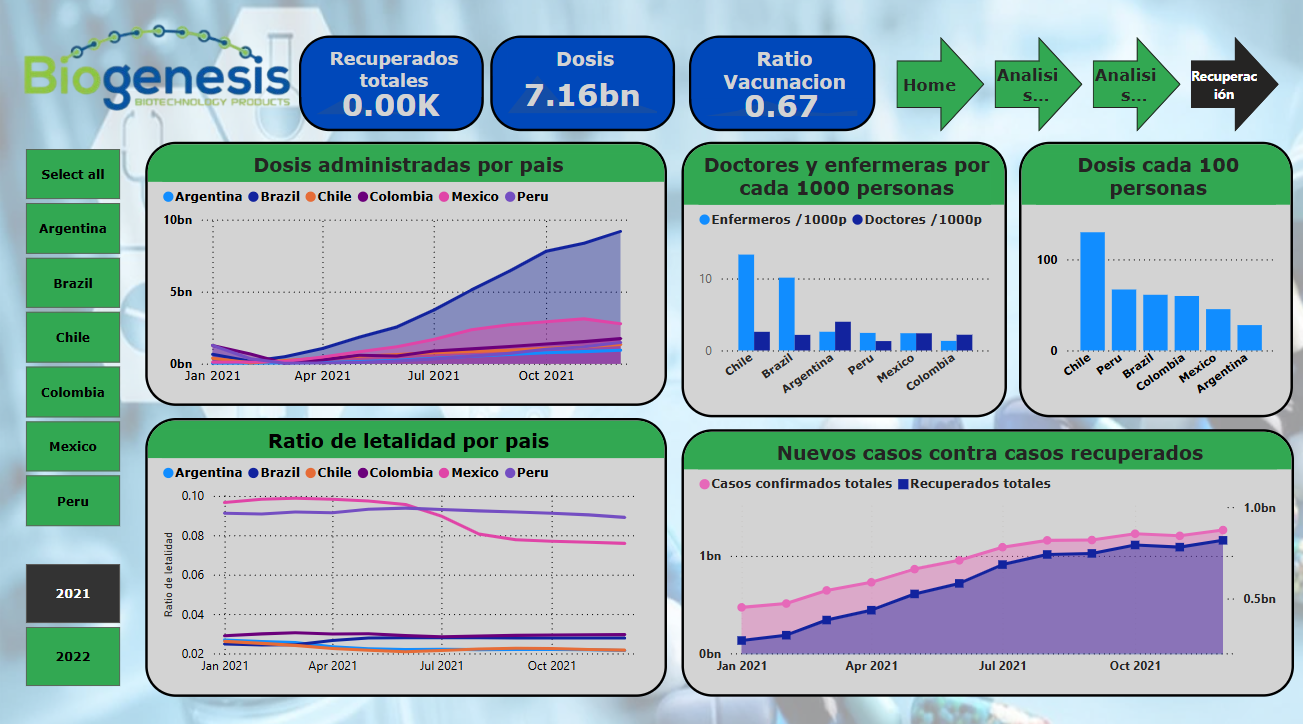 Biogenesis
BIOTECHNOLOGY PRODUCTS
Recuperados
totales
0.00K
Dosis
7.16bn
Ratio
Vacunacion
0.67
Home
Analisi
s...
Analisi
s...
Recuperac
ión
Select all
Argentina
Brazil
Chile
Colombia
Mexico
Peru
2021
2022
Dosis administradas por pais
Argentina Brazil Chile Colombia Mexico Peru
10bn
5bn
0bn
Jan 2021 Apr 2021 Jul 2021 Oct 2021
Doctores y enfermeras por
cada 1000 personas
Enfermeros /1000p Doctores /1000p
10
0
Chile Brazil Argentina Peru Mexico Colombia
Dosis cada 100
personas
100
0
Chile Peru Brazil Colombia Mexico Argentina
Ratio de letalidad por pais
Argentina Brazil Chile Colombia Mexico Peru
Ratio de letalidad
0.10
0.08
0.06
0.04
0.02
Jan 2021 Apr 2021 Jul 2021 Oct 2021
Nuevos casos contra casos recuperados
Casos confirmados totales Recuperados totales
1.0bn
1bn
0.5bn
0bn
Jan 2021 Apr 2021 Jul 2021 Oct 2021